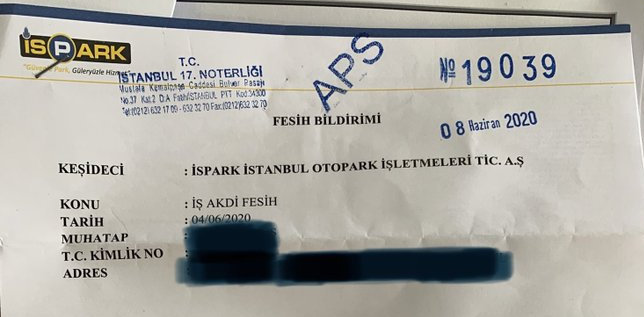 İSPARK
"Güvenle Park, Güleryüzle Hizmet"
T.C.
İSTANBUL 17. NOTERLİĞİ
Mustafa Kemalpaşa Caddesi Bulvar Pasajı
No.37 Kat.2 D.A Fatih/İSTANBUL PTT Kod:34300
Tel:(0212) 632 17 09 - 632 32 70 Fax:(0212) 632 32 70
APS
№ 19039
FESİH BİLDİRİMİ
08 Haziran 2020
KEŞİDECİ : İSPARK İSTANBUL OTOPARK İŞLETMELERİ TİC. A.Ş
KONU : İŞ AKDİ FESİH
TARİH : 04/06/2020
MUHATAP
T.C. KİMLİK NO
ADRES